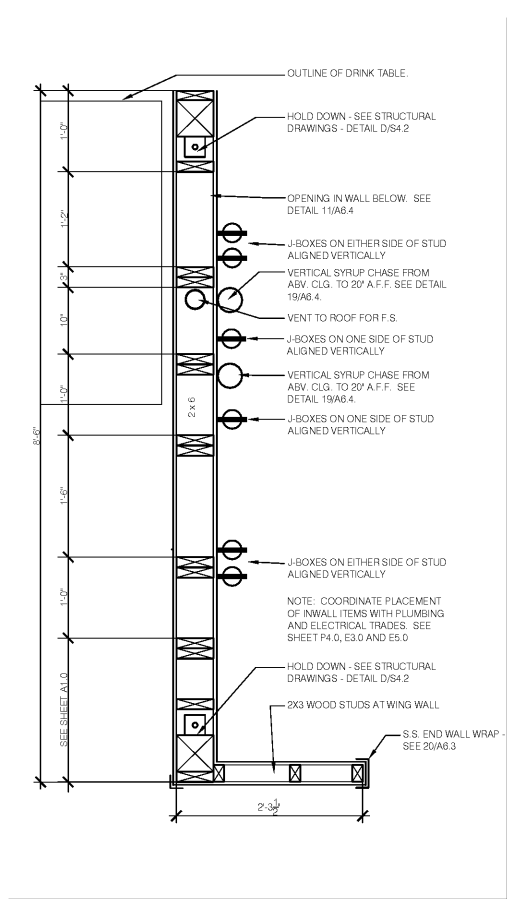 OUTLINE OF DRINK TABLE.
HOLD DOWN - SEE STRUCTURAL
DRAWINGS - DETAIL D/S4.2
1'-0"
OPENING IN WALL BELOW. SEE
DETAIL 11/A6.4
1'-2"
J-BOXES ON EITHER SIDE OF STUD
ALIGNED VERTICALLY
3"
VERTICAL SYRUP CHASE FROM
ABV. CLG. TO 20" A.F.F. SEE DETAIL
19/A6.4.
VENT TO ROOF FOR F.S.
10"
J-BOXES ON ONE SIDE OF STUD
ALIGNED VERTICALLY
VERTICAL SYRUP CHASE FROM
ABV. CLG. TO 20" A.F.F. SEE
DETAIL 19/A6.4.
1'-0"
2 x 6
J-BOXES ON ONE SIDE OF STUD
ALIGNED VERTICALLY
8'-6"
1'-6"
J-BOXES ON EITHER SIDE OF STUD
ALIGNED VERTICALLY
1'-0"
NOTE: COORDINATE PLACEMENT
OF INWALL ITEMS WITH PLUMBING
AND ELECTRICAL TRADES. SEE
SHEET P4.0, E3.0 AND E5.0
HOLD DOWN - SEE STRUCTURAL
DRAWINGS - DETAIL D/S4.2
SEE SHEET A1.0
2X3 WOOD STUDS AT WING WALL
S.S. END WALL WRAP -
SEE 20/A6.3
2'-3 1/2"